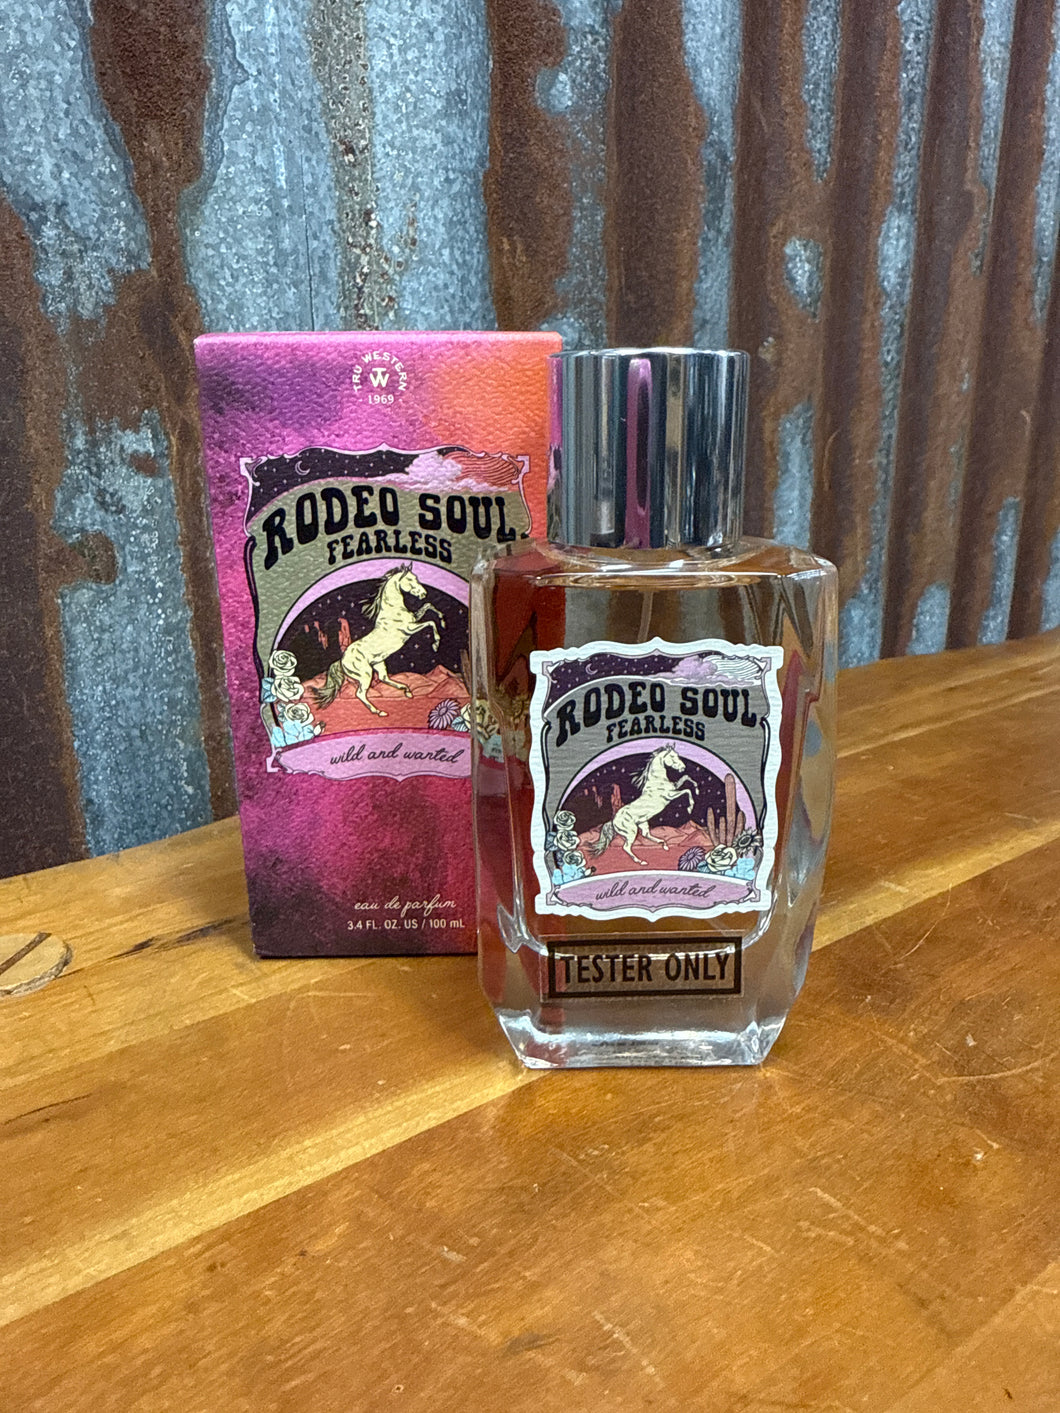 TRU WESTERN
TW
1969
RODEO SOUL
FEARLESS
wild and wanted
eau de parfum
3.4 FL. OZ. US / 100 mL
RODEO SOUL
FEARLESS
wild and wanted
TESTER ONLY